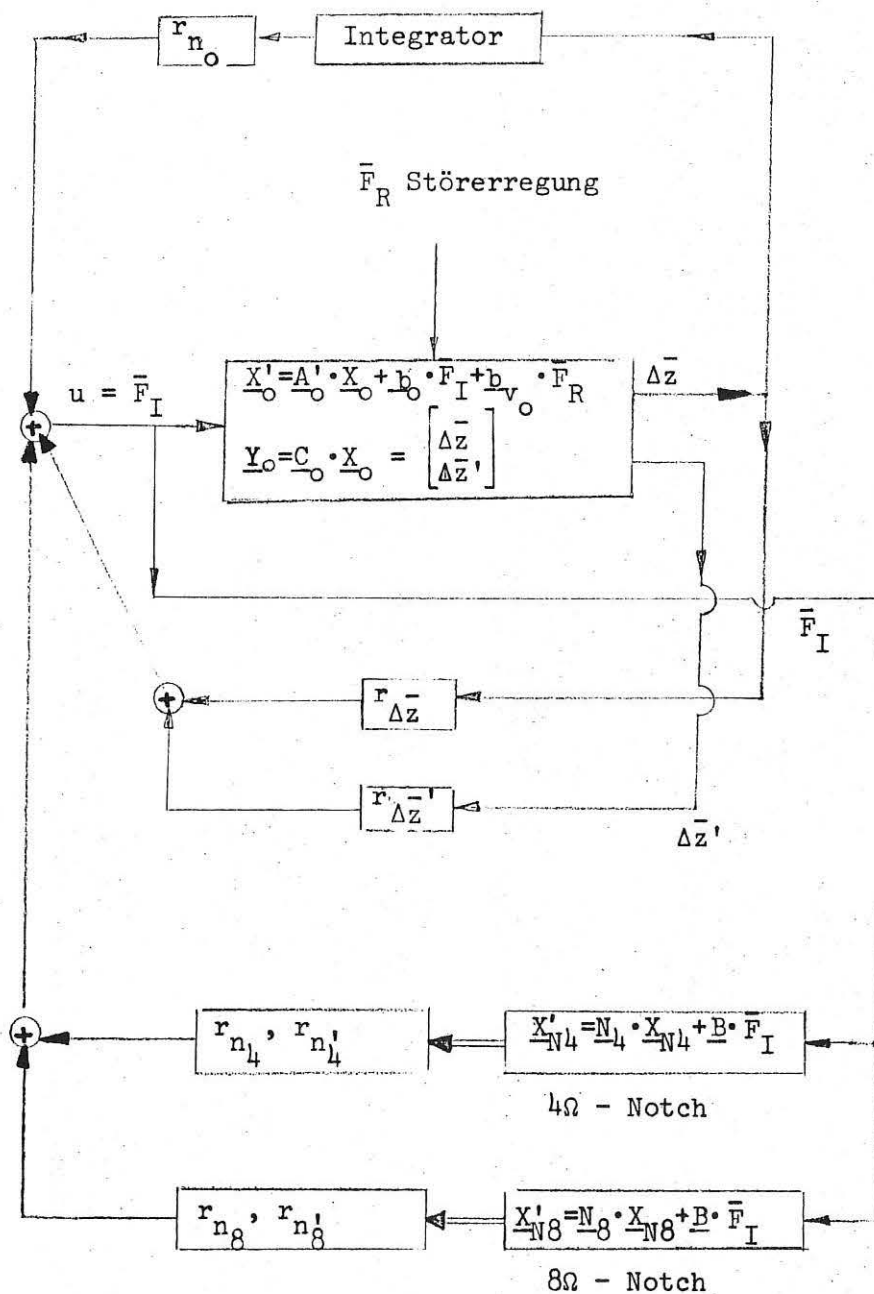 r_n_o
Integrator
F̄_R Störerregung
u = F̄_I
X'_o=A'_o·X_o+b_o·F̄_I+b_v_o·F̄_R
Y_o=C_o·X_o = [Δz̄ Δz̄']
Δz̄
+
F̄_I
+
r_Δz̄
r_Δz̄'
Δz̄'
+
r_n_4, r_n'_4
X'_N4=N_4·X_N4+B·F̄_I
4Ω - Notch
r_n_8, r_n'_8
X'_N8=N_8·X_N8+B·F̄_I
8Ω - Notch